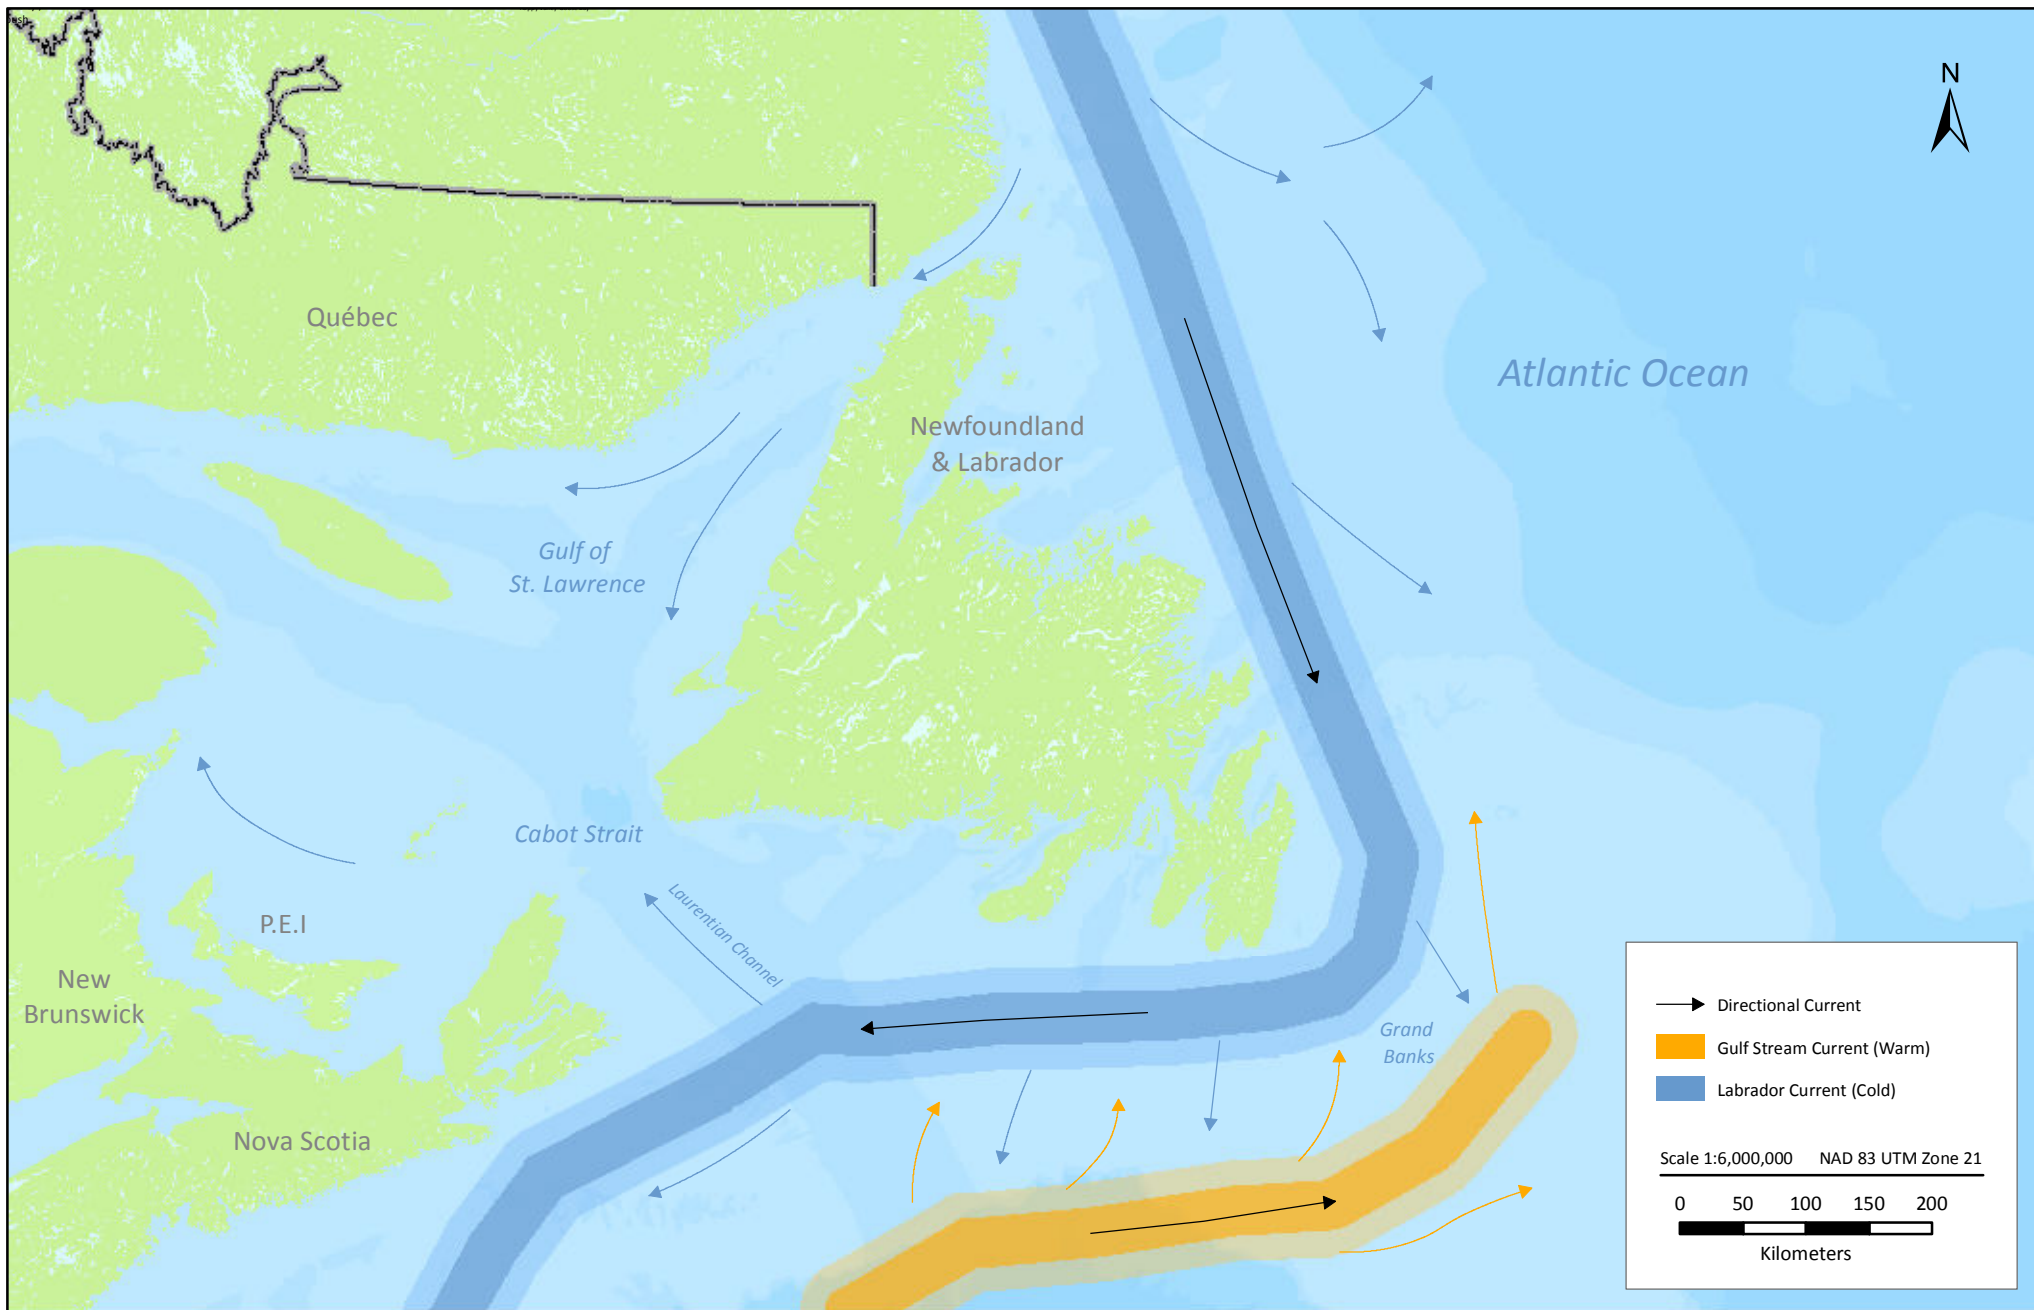 N
Québec
Atlantic Ocean
Newfoundland
& Labrador
Gulf of
St. Lawrence
Cabot Strait
Laurentian Channel
P.E.I
New
Brunswick
Grand
Banks
Nova Scotia
Directional Current
Gulf Stream Current (Warm)
Labrador Current (Cold)
Scale 1:6,000,000 NAD 83 UTM Zone 21
0 50 100 150 200
Kilometers